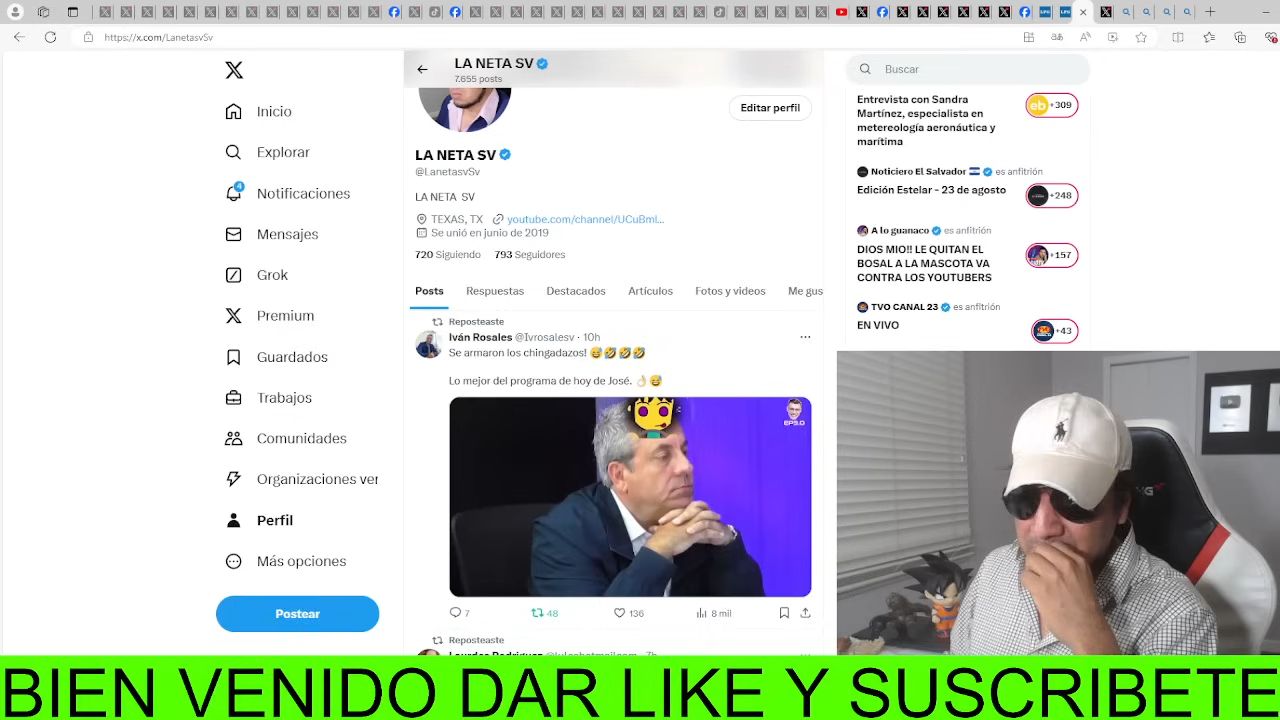 https://x.com/LanetasvSv
Inicio
Explorar
4
Notificaciones
Mensajes
Grok
Premium
Guardados
Trabajos
Comunidades
Organizaciones ver
Perfil
Más opciones
Postear
LA NETA SV
7.655 posts
Editar perfil
LA NETA SV
@LanetasvSv
LA NETA SV
TEXAS, TX youtube.com/channel/UCuBml...
Se unió en junio de 2019
720 Siguiendo 793 Seguidores
Posts Respuestas Destacados Artículos Fotos y videos Me gus
Reposteaste
Iván Rosales @Ivrosalesv · 10h
Se armaron los chingadazos! 😅🤣🤣🤣
Lo mejor del programa de hoy de José. 👌🏻😅
EP3.0
7 48 136 8 mil
Reposteaste
Buscar
Entrevista con Sandra
Martínez, especialista en
metereología aeronáutica y
marítima
eb +309
Noticiero El Salvador 🇸🇻 es anfitrión
Edición Estelar - 23 de agosto
+248
A lo guanaco es anfitrión
DIOS MIO!! LE QUITAN EL
BOSAL A LA MASCOTA VA
CONTRA LOS YOUTUBERS
+157
TVO CANAL 23 es anfitrión
EN VIVO
+43
BIEN VENIDO DAR LIKE Y SUSCRIBETE